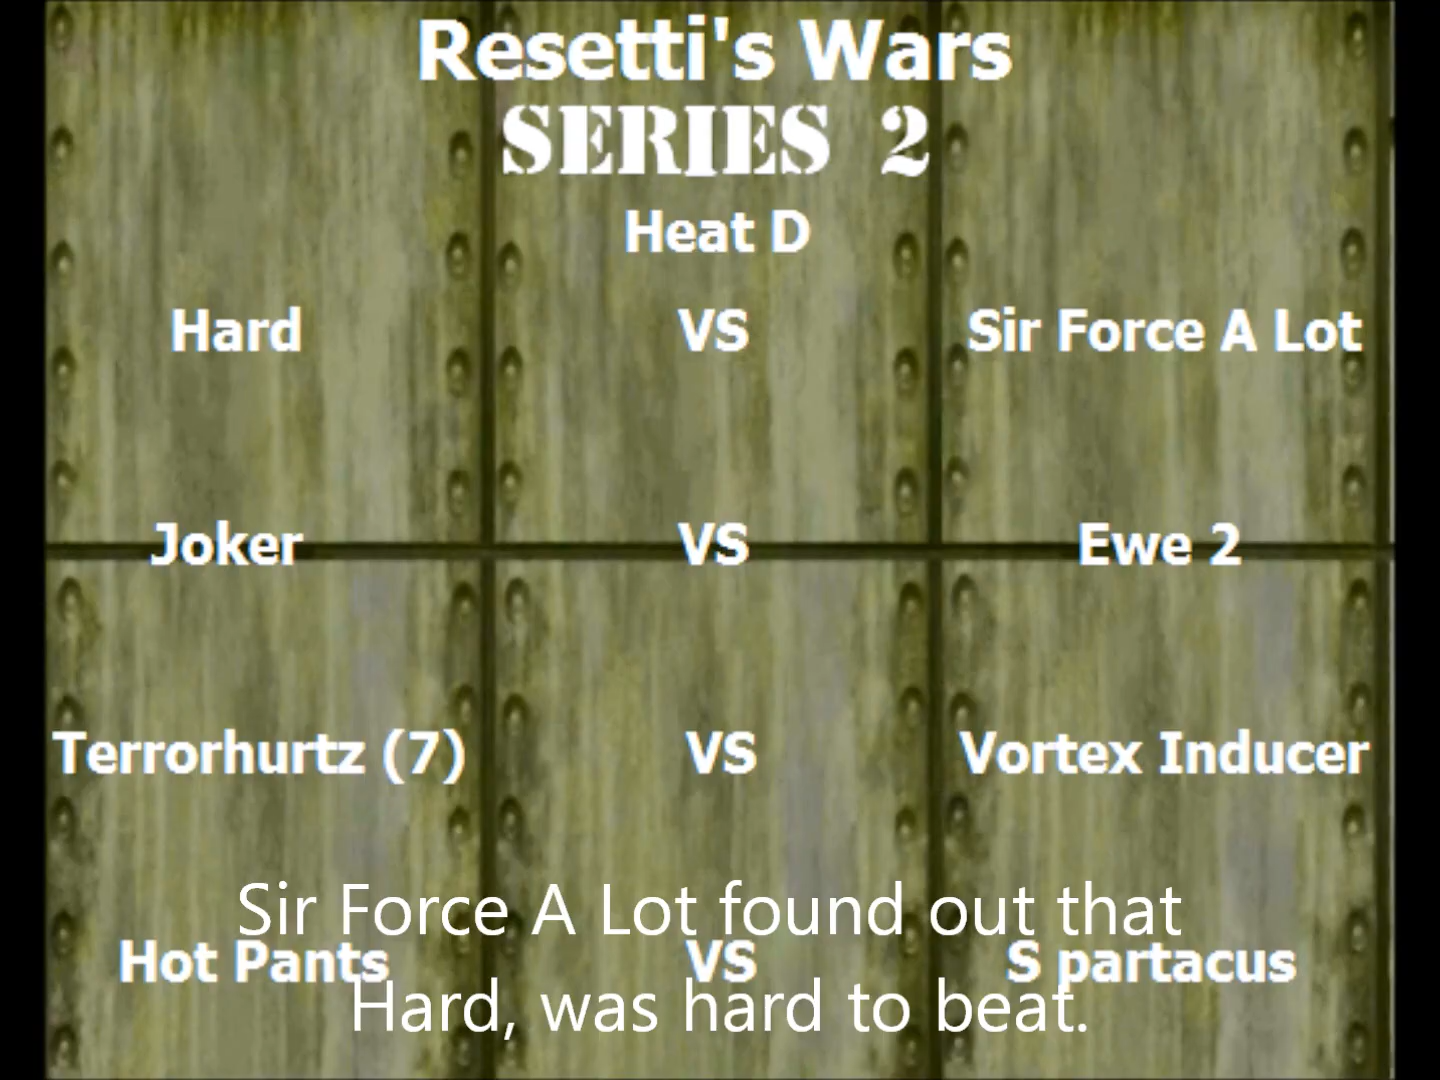 Resetti's Wars
SERIES 2
Heat D
Hard VS Sir Force A Lot
Joker VS Ewe 2
Terrorhurtz (7) VS Vortex Inducer
Sir Force A Lot found out that
Hot Pants VS S partacus
Hard, was hard to beat.